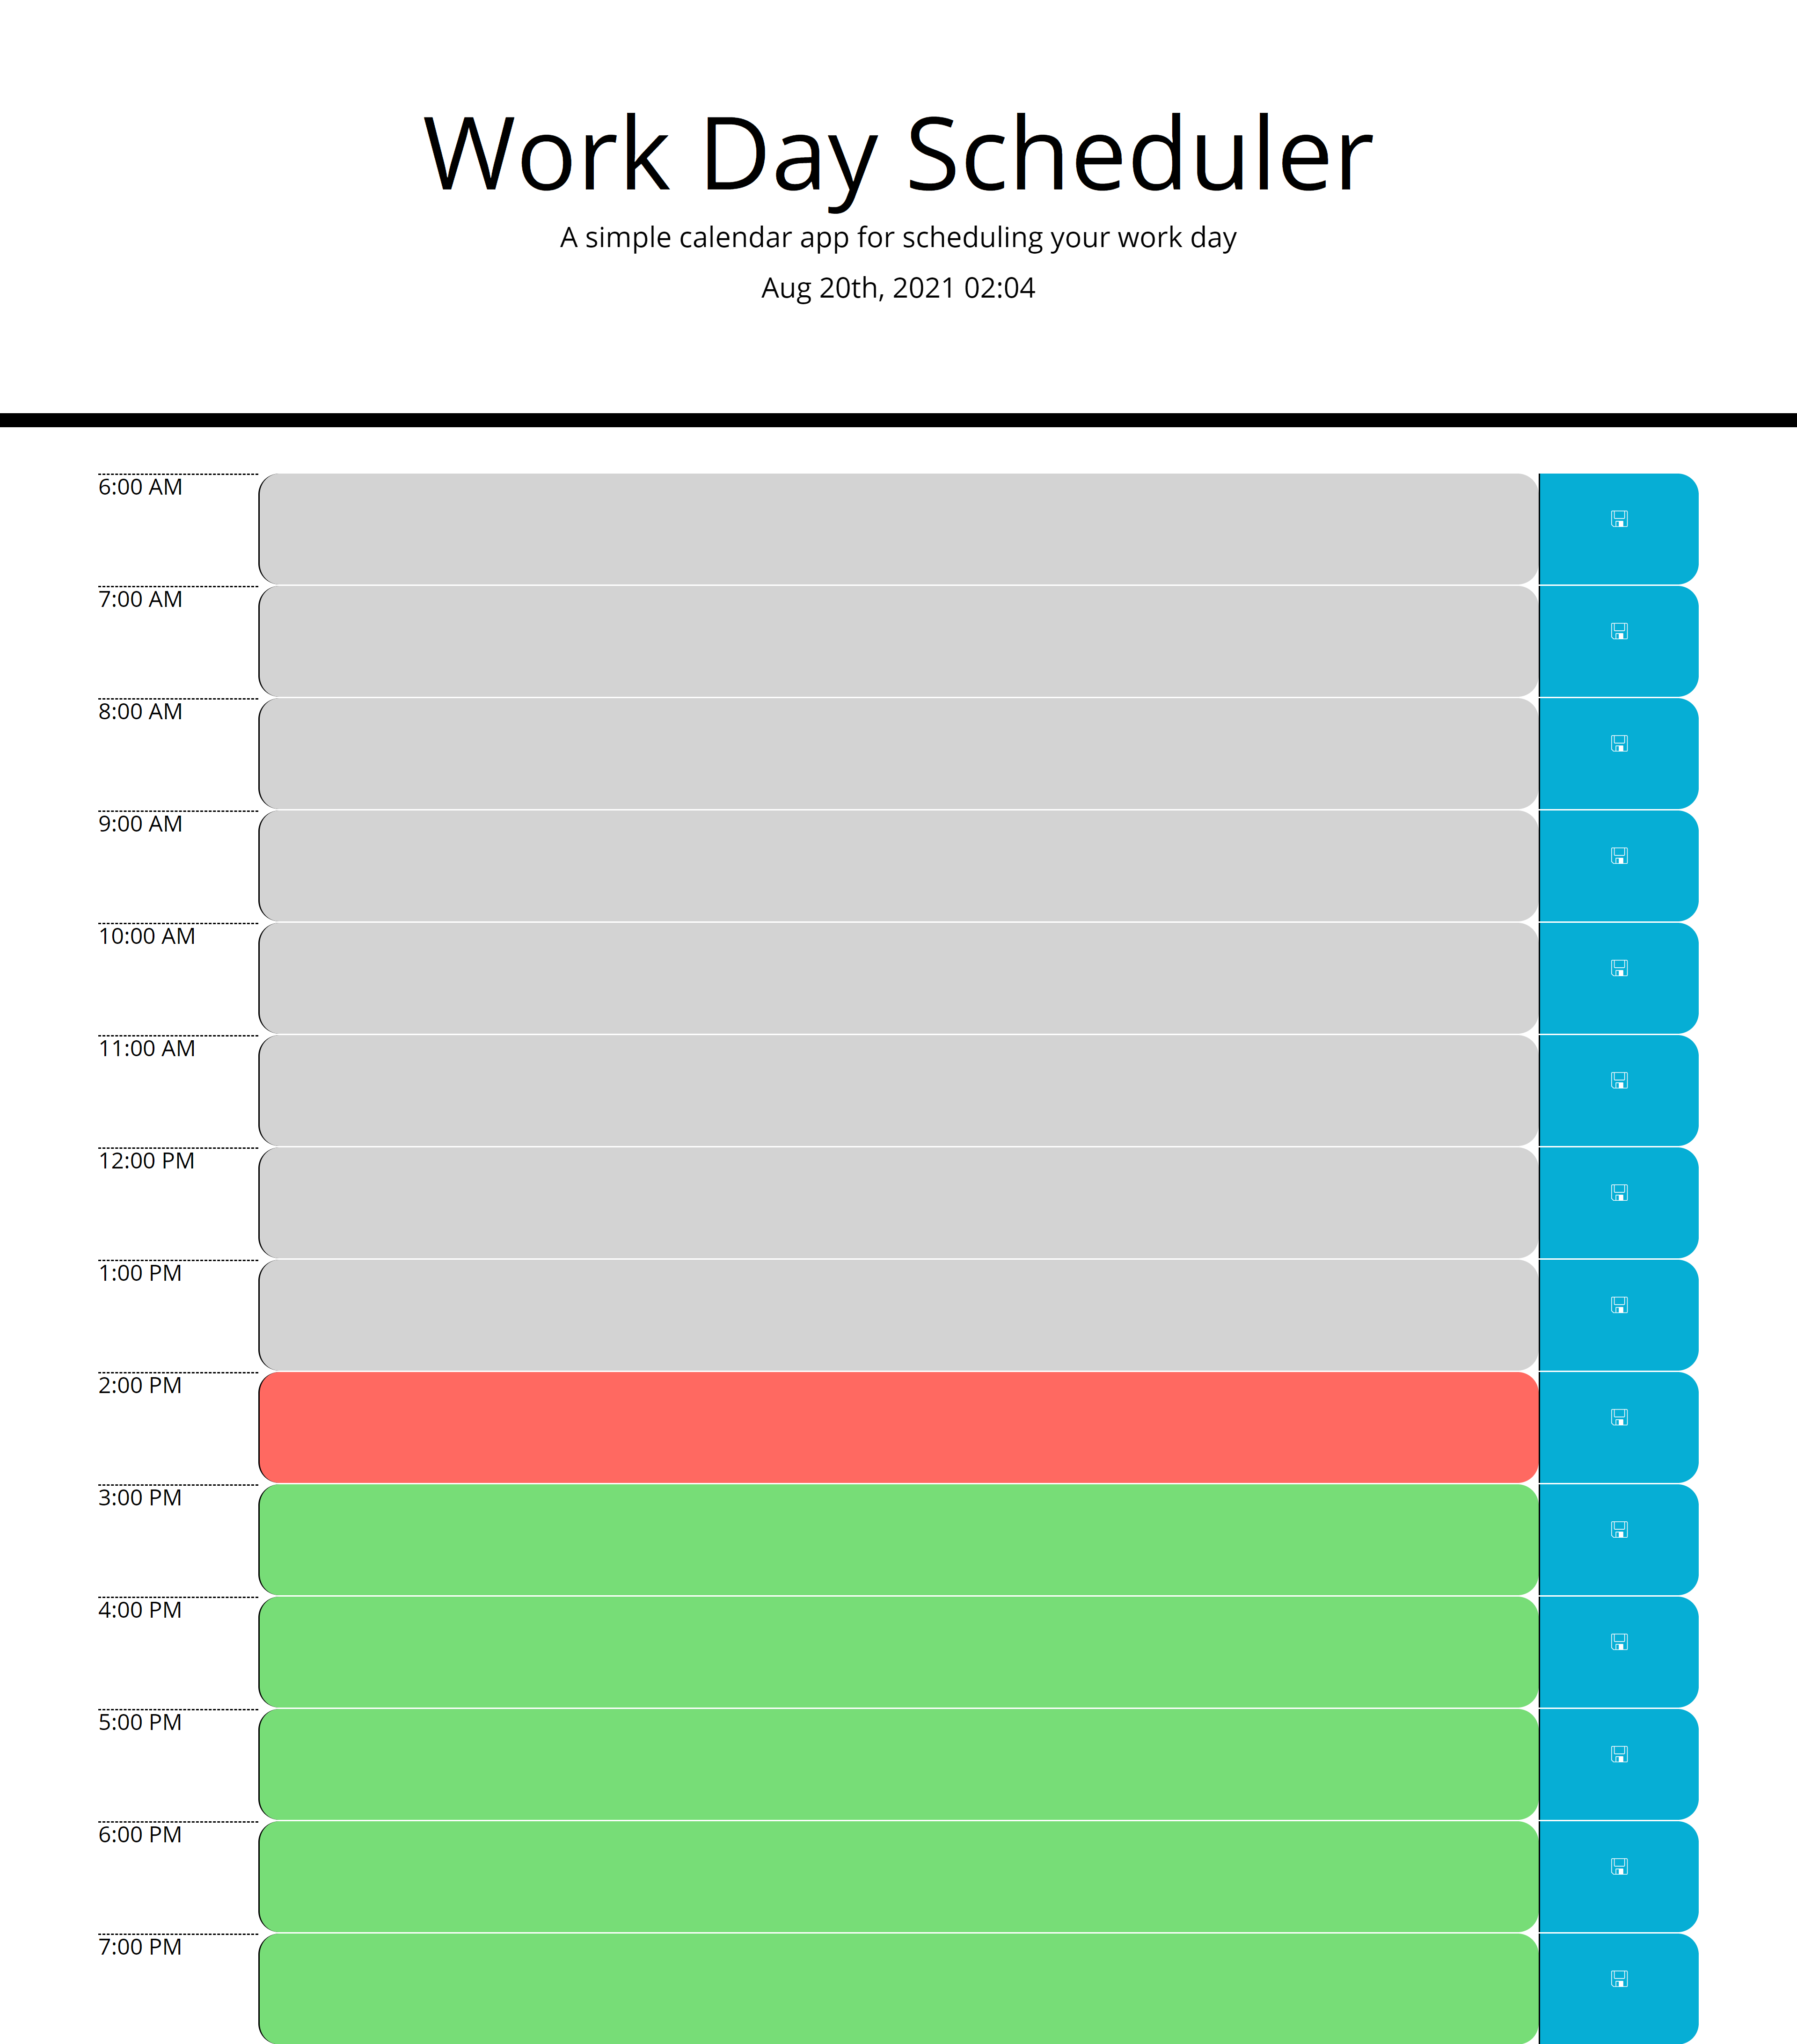 Work Day Scheduler
A simple calendar app for scheduling your work day
Aug 20th, 2021 02:04
6:00 AM
7:00 AM
8:00 AM
9:00 AM
10:00 AM
11:00 AM
12:00 PM
1:00 PM
2:00 PM
3:00 PM
4:00 PM
5:00 PM
6:00 PM
7:00 PM